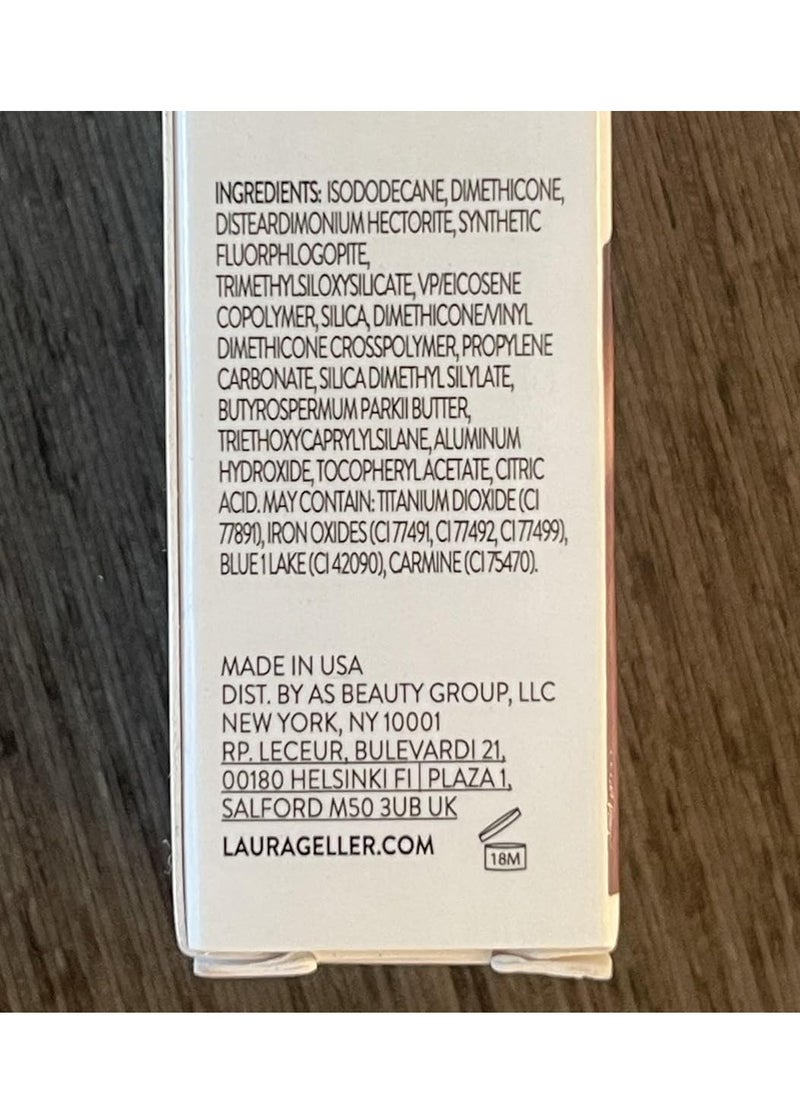 INGREDIENTS: ISODODECANE, DIMETHICONE,
DISTEARDIMONIUM HECTORITE, SYNTHETIC
FLUORPHLOGOPITE,
TRIMETHYLSILOXYSILICATE, VP/EICOSENE
COPOLYMER, SILICA, DIMETHICONE/VINYL
DIMETHICONE CROSSPOLYMER, PROPYLENE
CARBONATE, SILICA DIMETHYL SILYLATE,
BUTYROSPERMUM PARKII BUTTER,
TRIETHOXYCAPRYLYLSILANE, ALUMINUM
HYDROXIDE, TOCOPHERYL ACETATE, CITRIC
ACID. MAY CONTAIN: TITANIUM DIOXIDE (CI
77891), IRON OXIDES (CI 77491, CI 77492, CI 77499),
BLUE 1 LAKE (CI 42090), CARMINE (CI 75470).
MADE IN USA
DIST. BY AS BEAUTY GROUP, LLC
NEW YORK, NY 10001
RP. LECEUR, BULEVARDI 21,
00180 HELSINKI FI | PLAZA 1,
SALFORD M50 3UB UK
LAURAGELLER.COM
18M